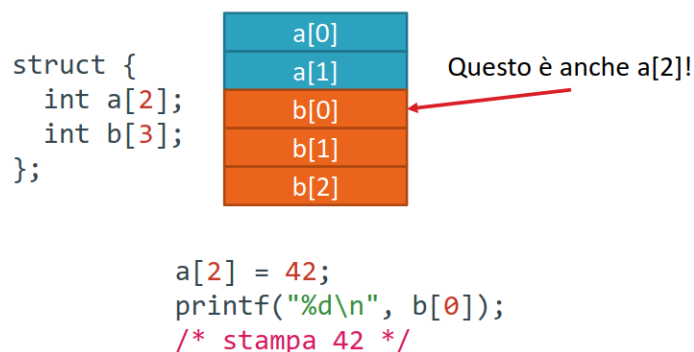 struct {
  int a[2];
  int b[3];
};
a[0]
a[1]
b[0]
b[1]
b[2]
Questo è anche a[2]!
a[2] = 42;
printf("%d\n", b[0]);
/* stampa 42 */